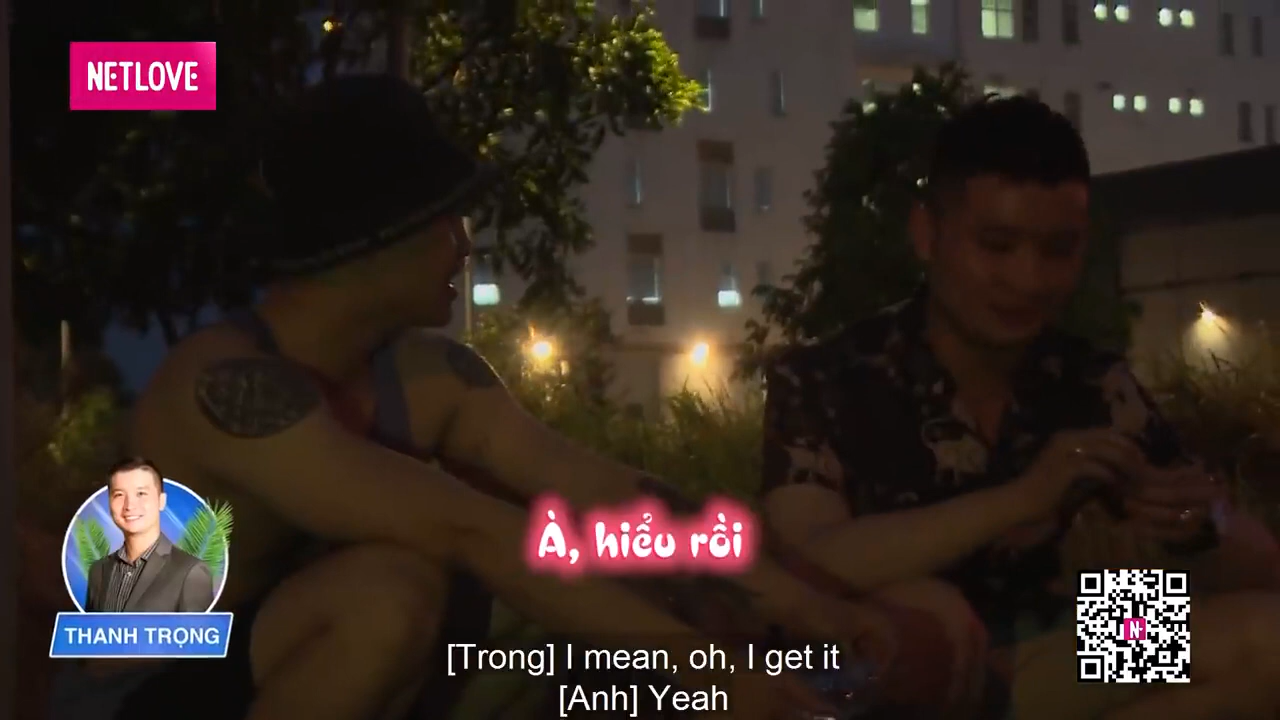 NETLOVE
À, hiểu rồi
THANH TRỌNG
[Trong] I mean, oh, I get it
[Anh] Yeah
N+